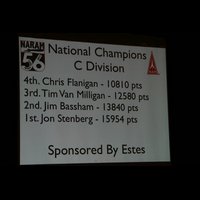 NARAM
56
National Champions
C Division
4th. Chris Flanigan - 10810 pts
3rd. Tim Van Milligan - 12580 pts
2nd. Jim Bassham - 13840 pts
1st. Jon Stenberg - 15954 pts
Sponsored By Estes